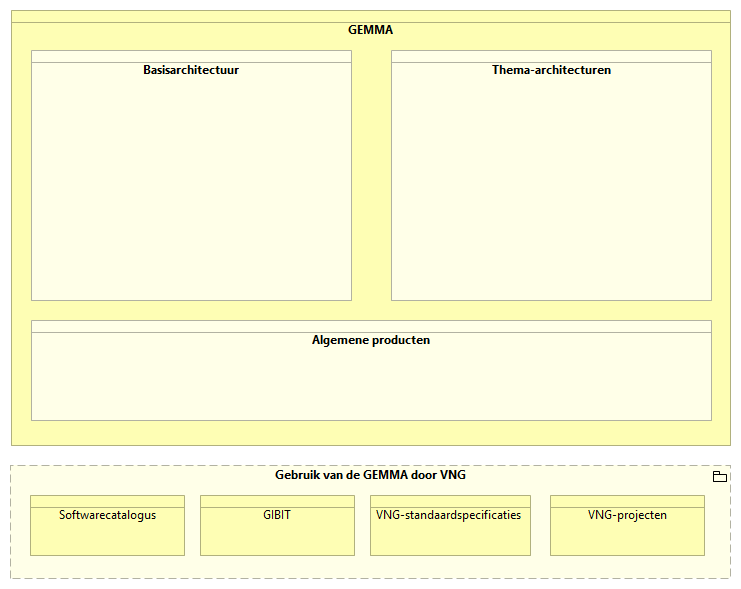 GEMMA
Basisarchitectuur
Thema-architecturen
Algemene producten
Gebruik van de GEMMA door VNG
Softwarecatalogus
GIBIT
VNG-standaardspecificaties
VNG-projecten